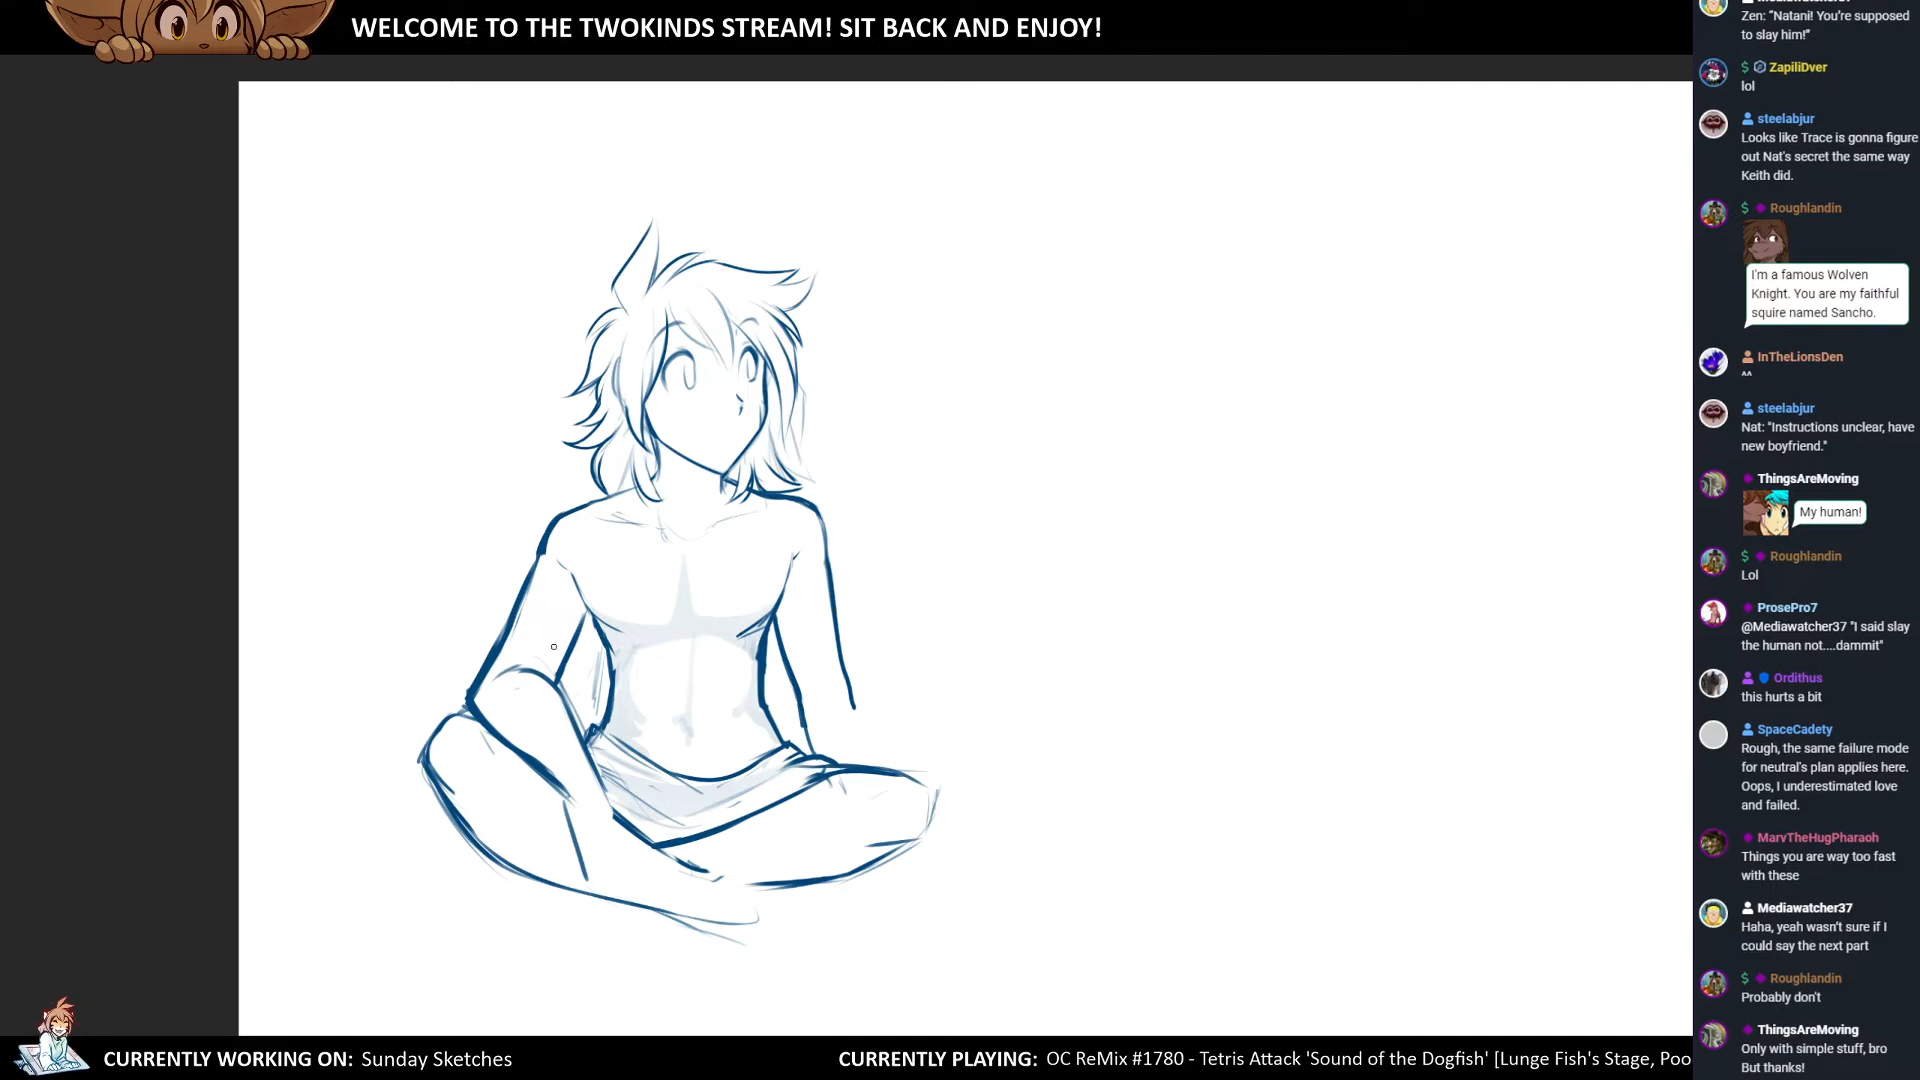 WELCOME TO THE TWOKINDS STREAM! SIT BACK AND ENJOY!
Zen: “Natani! You’re supposed
to slay him!”
$ ZapiliDver
lol
steelabjur
Looks like Trace is gonna figure
out Nat's secret the same way
Keith did.
$ Roughlandin
I'm a famous Wolven
Knight. You are my faithful
squire named Sancho.
InTheLionsDen
^^
steelabjur
Nat: "Instructions unclear, have
new boyfriend."
ThingsAreMoving
My human!
$ Roughlandin
Lol
ProsePro7
@Mediawatcher37 "I said slay
the human not....dammit"
Ordithus
this hurts a bit
SpaceCadety
Rough, the same failure mode
for neutral's plan applies here.
Oops, I underestimated love
and failed.
MarvTheHugPharaoh
Things you are way too fast
with these
Mediawatcher37
Haha, yeah wasn’t sure if I
could say the next part
$ Roughlandin
Probably don't
ThingsAreMoving
Only with simple stuff, bro
But thanks!
CURRENTLY WORKING ON: Sunday Sketches
CURRENTLY PLAYING: OC ReMix #1780 - Tetris Attack 'Sound of the Dogfish' [Lunge Fish's Stage, Poo